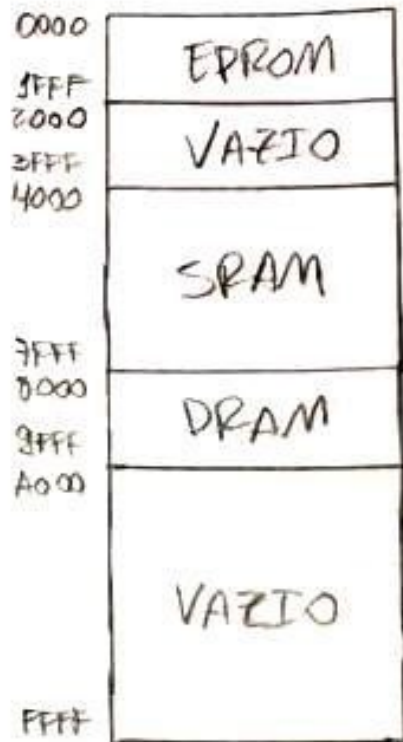 0000
EPROM
1FFF
2000
VAZIO
3FFF
4000
SRAM
7FFF
8000
DRAM
9FFF
A000
VAZIO
FFFF